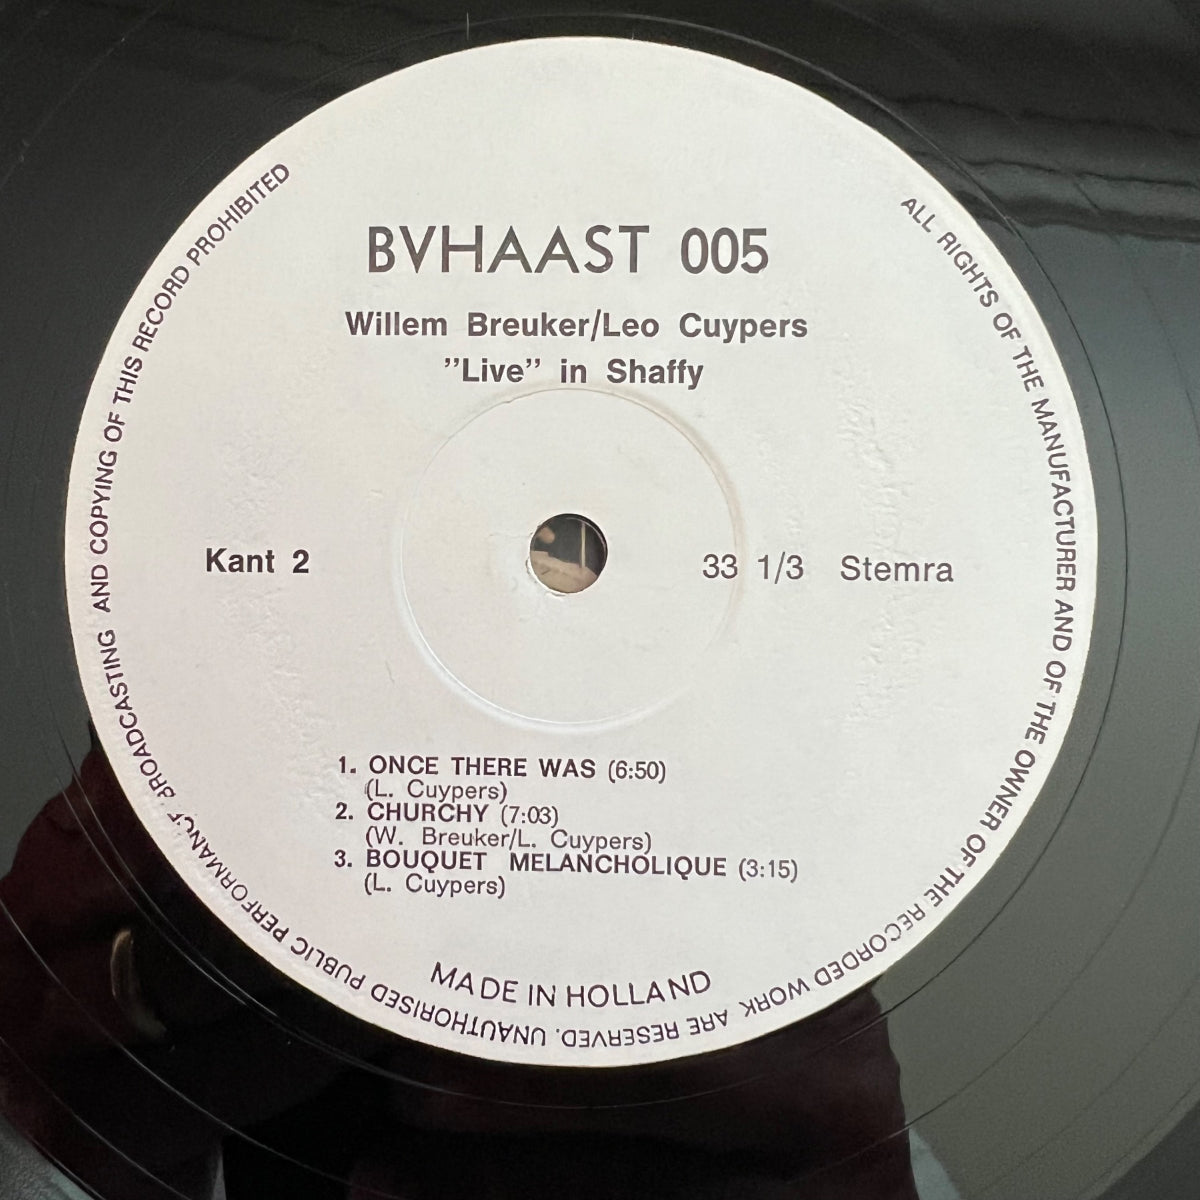 BVHAAST 005
Willem Breuker/Leo Cuypers
”Live” in Shaffy
Kant 2
33 1/3 Stemra
1. ONCE THERE WAS (6:50)
(L. Cuypers)
2. CHURCHY (7:03)
(W. Breuker/L. Cuypers)
3. BOUQUET MELANCHOLIQUE (3:15)
(L. Cuypers)
MADE IN HOLLAND
ALL RIGHTS OF THE MANUFACTURER AND OF THE OWNER OF THE RECORDED WORK ARE RESERVED. UNAUTHORISED PUBLIC PERFORMANCE BROADCASTING AND COPYING OF THIS RECORD PROHIBITED